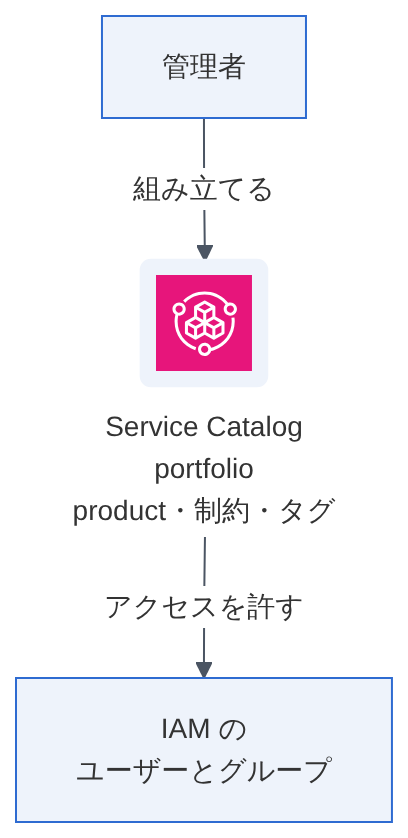 管理者
組み立てる
Service Catalog
portfolio
product・制約・タグ
アクセスを許す
IAM の
ユーザーとグループ